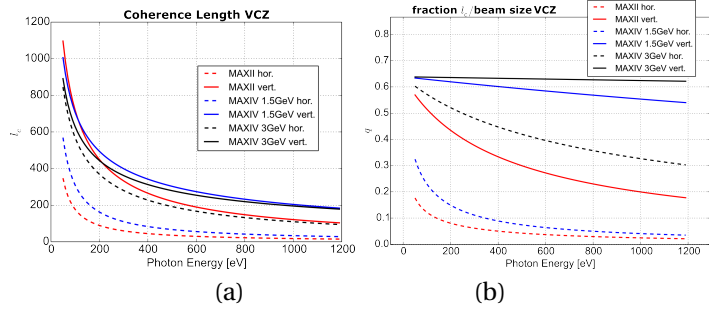 Coherence Length VCZ
1200
1000
800
600
400
200
0
l_c
MAXII hor.
MAXII vert.
MAXIV 1.5GeV hor.
MAXIV 1.5GeV vert.
MAXIV 3GeV hor.
MAXIV 3GeV vert.
0 200 400 600 800 1000 1200
Photon Energy [eV]
(a)
fraction l_c/beam size VCZ
0.8
0.7
0.6
0.5
0.4
0.3
0.2
0.1
0.0
q
MAXII hor.
MAXII vert.
MAXIV 1.5GeV hor.
MAXIV 1.5GeV vert.
MAXIV 3GeV hor.
MAXIV 3GeV vert.
0 200 400 600 800 1000 1200
Photon Energy [eV]
(b)